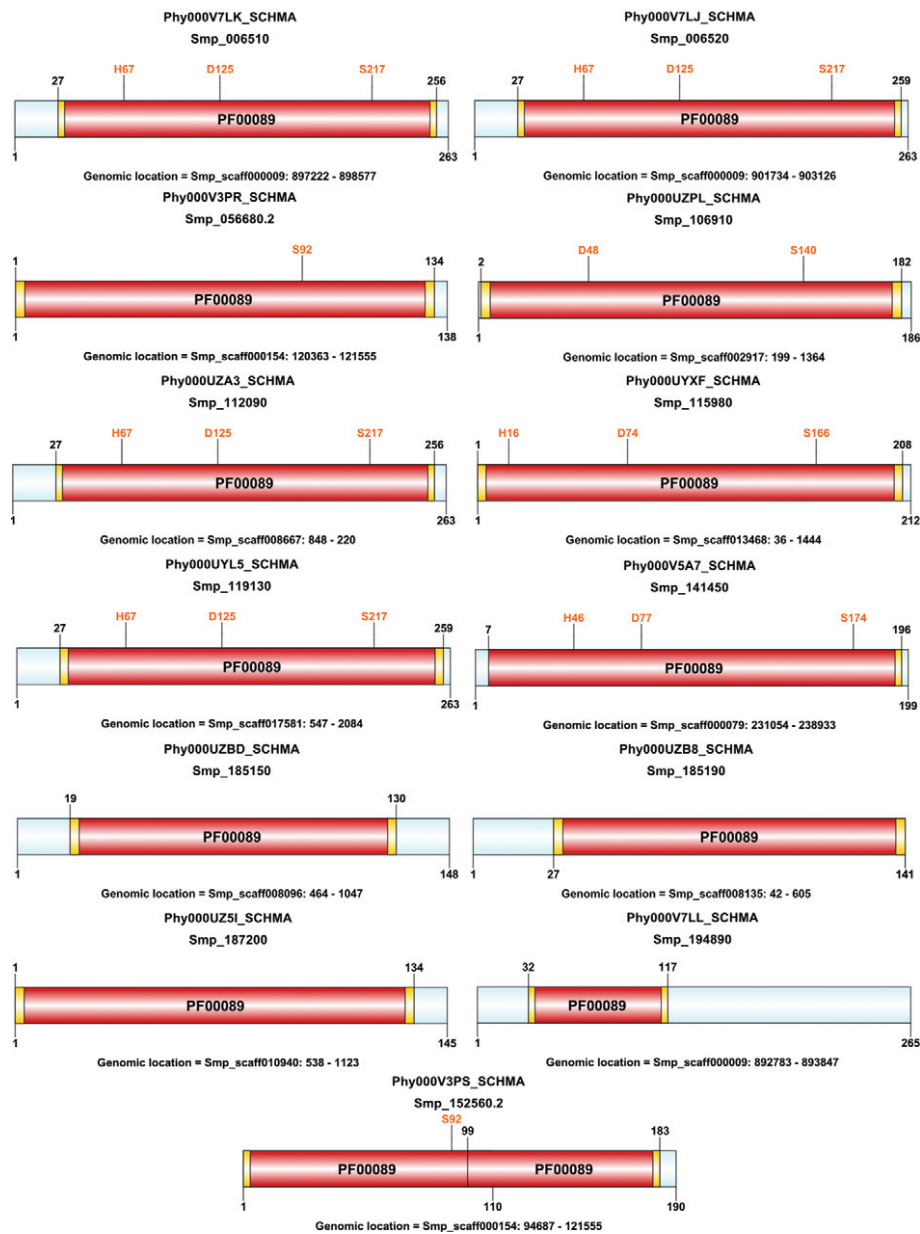 Phy000V7LK_SCHMA
Smp_006510
H67 D125 S217
27 256
PF00089
1 263
Genomic location = Smp_scaff000009: 897222 - 898577
Phy000V7LJ_SCHMA
Smp_006520
H67 D125 S217
27 259
PF00089
1 263
Genomic location = Smp_scaff000009: 901734 - 903126
Phy000V3PR_SCHMA
Smp_056680.2
S92
1 134
PF00089
1 138
Genomic location = Smp_scaff000154: 120363 - 121555
Phy000UZPL_SCHMA
Smp_106910
D48 S140
2 182
PF00089
1 186
Genomic location = Smp_scaff002917: 199 - 1364
Phy000UZA3_SCHMA
Smp_112090
H67 D125 S217
27 256
PF00089
1 263
Genomic location = Smp_scaff008667: 848 - 220
Phy000UYXF_SCHMA
Smp_115980
H16 D74 S166
1 208
PF00089
1 212
Genomic location = Smp_scaff013468: 36 - 1444
Phy000UYL5_SCHMA
Smp_119130
H67 D125 S217
27 259
PF00089
1 263
Genomic location = Smp_scaff017581: 547 - 2084
Phy000V5A7_SCHMA
Smp_141450
H46 D77 S174
7 196
PF00089
1 199
Genomic location = Smp_scaff000079: 231054 - 238933
Phy000UZBD_SCHMA
Smp_185150
19 130
PF00089
1 148
Genomic location = Smp_scaff008096: 464 - 1047
Phy000UZB8_SCHMA
Smp_185190
PF00089
1 27 141
Genomic location = Smp_scaff008135: 42 - 605
Phy000UZ5I_SCHMA
Smp_187200
1 134
PF00089
1 145
Genomic location = Smp_scaff010940: 538 - 1123
Phy000V7LL_SCHMA
Smp_194890
32 117
PF00089
1 265
Genomic location = Smp_scaff000009: 892783 - 893847
Phy000V3PS_SCHMA
Smp_152560.2
S92
99 183
PF00089 PF00089
1 110 190
Genomic location = Smp_scaff000154: 94687 - 121555